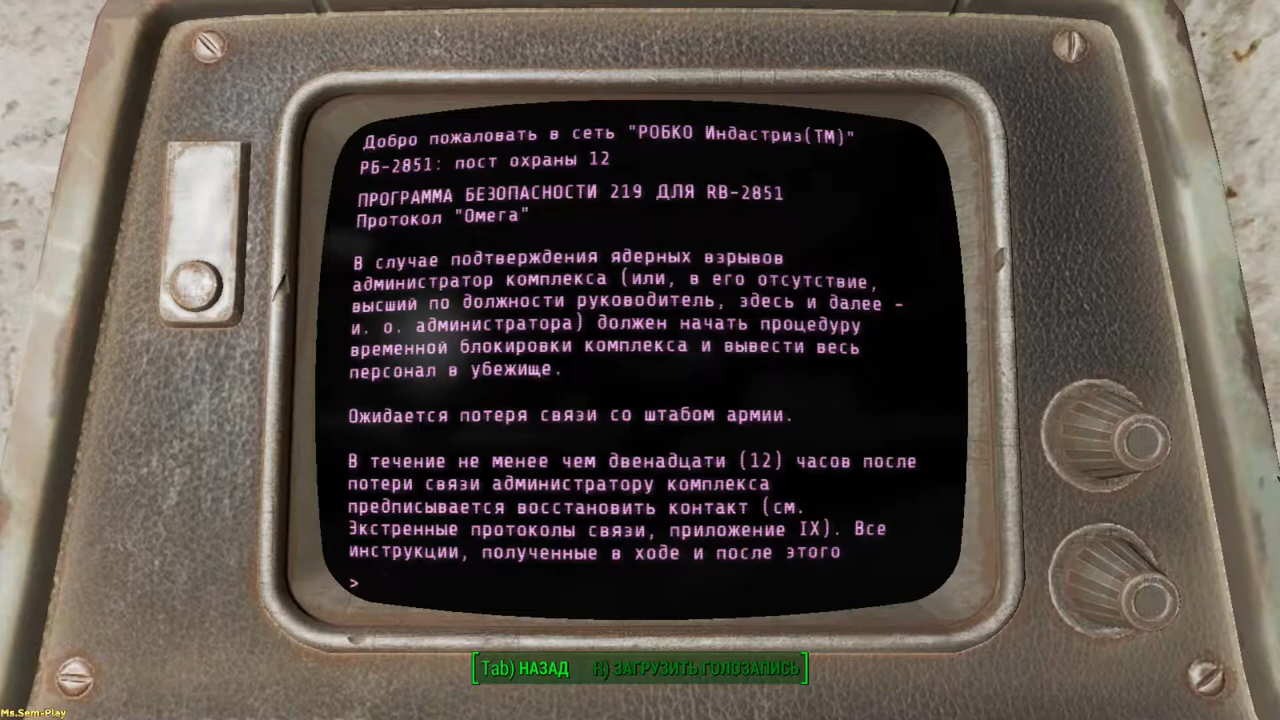 Добро пожаловать в сеть "РОБКО Индастриз(ТМ)"
РБ-2851: пост охраны 12
ПРОГРАММА БЕЗОПАСНОСТИ 219 ДЛЯ RB-2851
Протокол "Омега"
В случае подтверждения ядерных взрывов
администратор комплекса (или, в его отсутствие,
высший по должности руководитель, здесь и далее -
и. о. администратора) должен начать процедуру
временной блокировки комплекса и вывести весь
персонал в убежище.
Ожидается потеря связи со штабом армии.
В течение не менее чем двенадцати (12) часов после
потери связи администратору комплекса
предписывается восстановить контакт (см.
Экстренные протоколы связи, приложение IX). Все
инструкции, полученные в ходе и после этого
>
[Tab) НАЗАД R) ЗАГРУЗИТЬ ГОЛОЗАПИСЬ]
Ms.Sem-Play